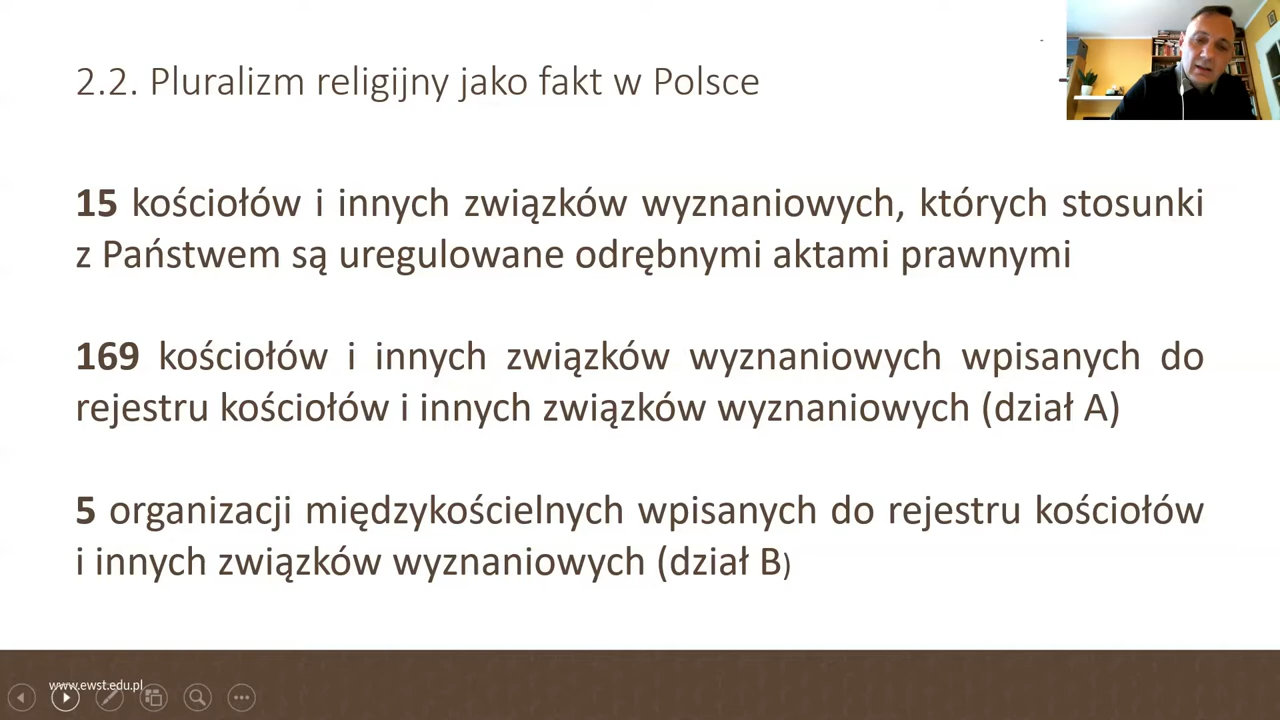 2.2. Pluralizm religijny jako fakt w Polsce
15 kościołów i innych związków wyznaniowych, których stosunki
z Państwem są uregulowane odrębnymi aktami prawnymi
169 kościołów i innych związków wyznaniowych wpisanych do
rejestru kościołów i innych związków wyznaniowych (dział A)
5 organizacji międzykościelnych wpisanych do rejestru kościołów
i innych związków wyznaniowych (dział B)
www.ewst.edu.pl